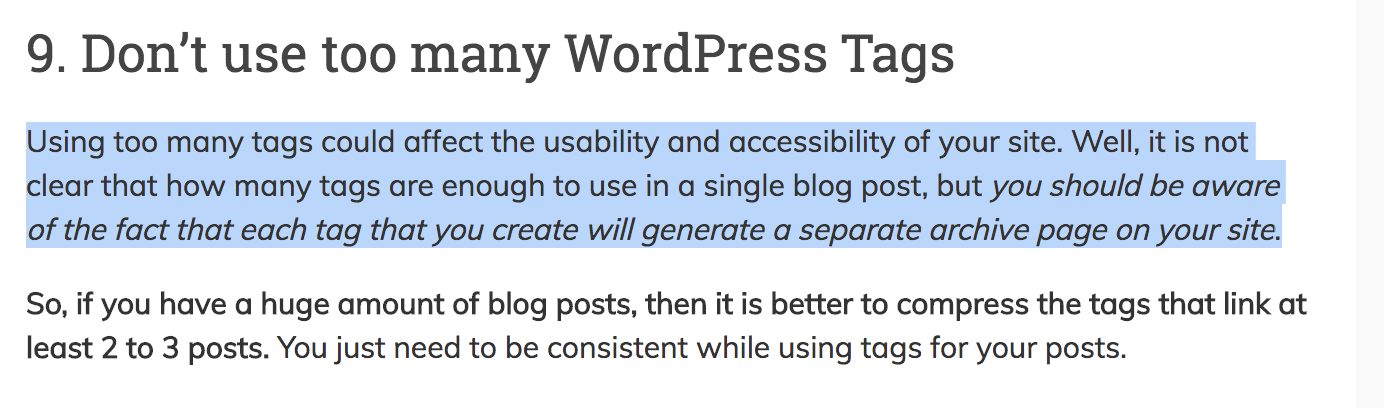 9. Don’t use too many WordPress Tags
Using too many tags could affect the usability and accessibility of your site. Well, it is not
clear that how many tags are enough to use in a single blog post, but you should be aware
of the fact that each tag that you create will generate a separate archive page on your site.
So, if you have a huge amount of blog posts, then it is better to compress the tags that link at
least 2 to 3 posts. You just need to be consistent while using tags for your posts.